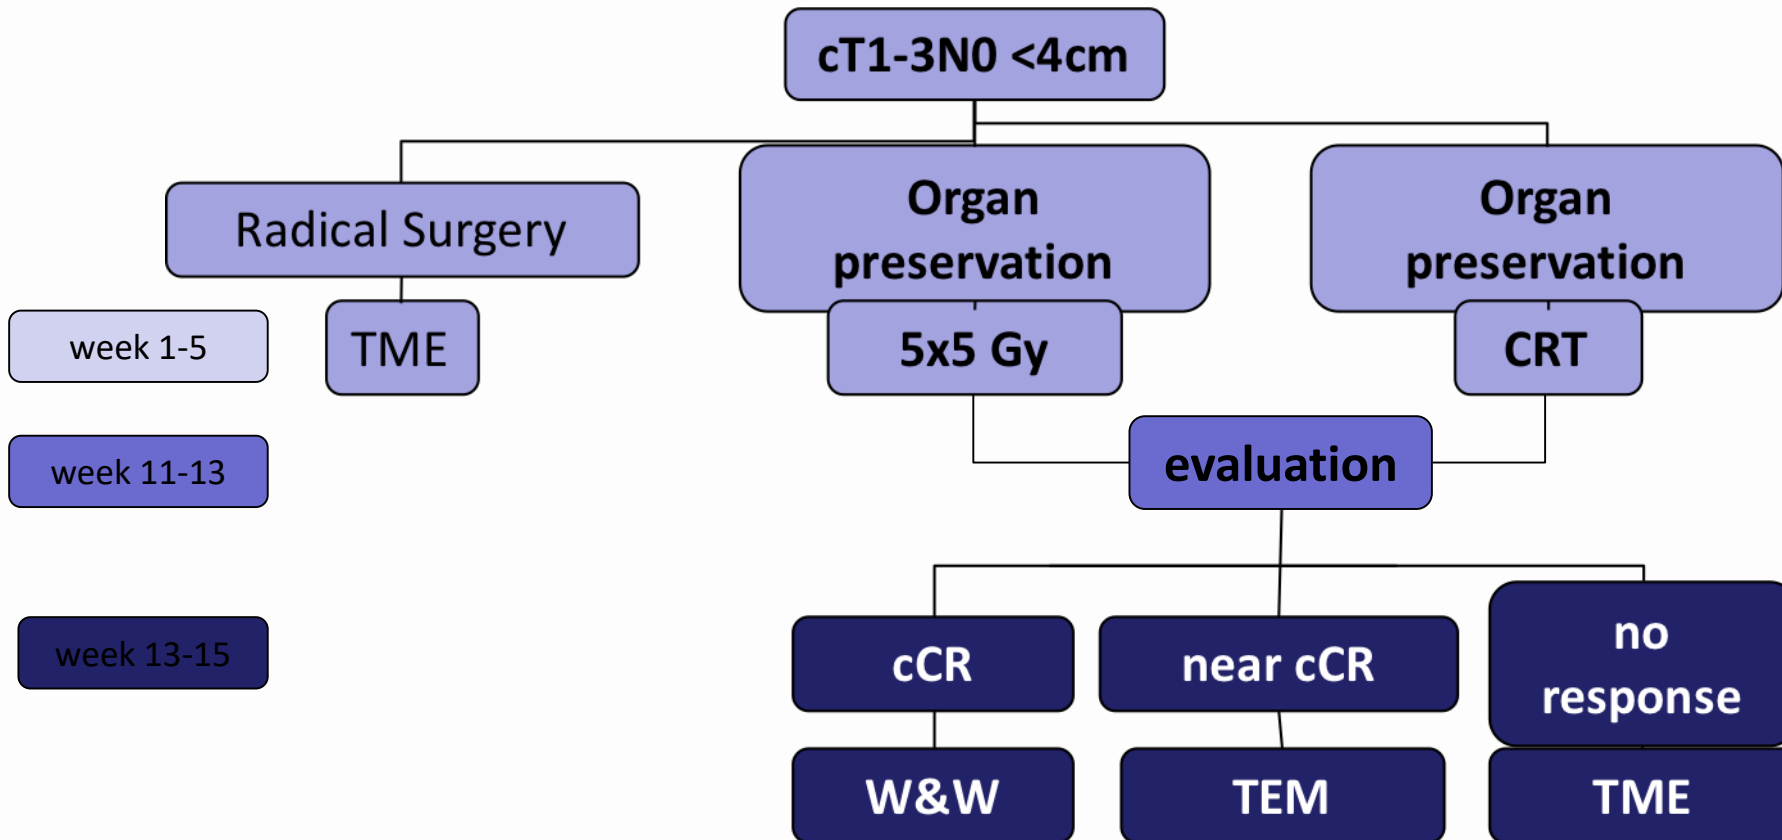 cT1-3N0 <4cm
Radical Surgery
Organ
preservation
Organ
preservation
week 1-5
TME
5x5 Gy
CRT
week 11-13
evaluation
week 13-15
cCR
near cCR
no
response
W&W
TEM
TME